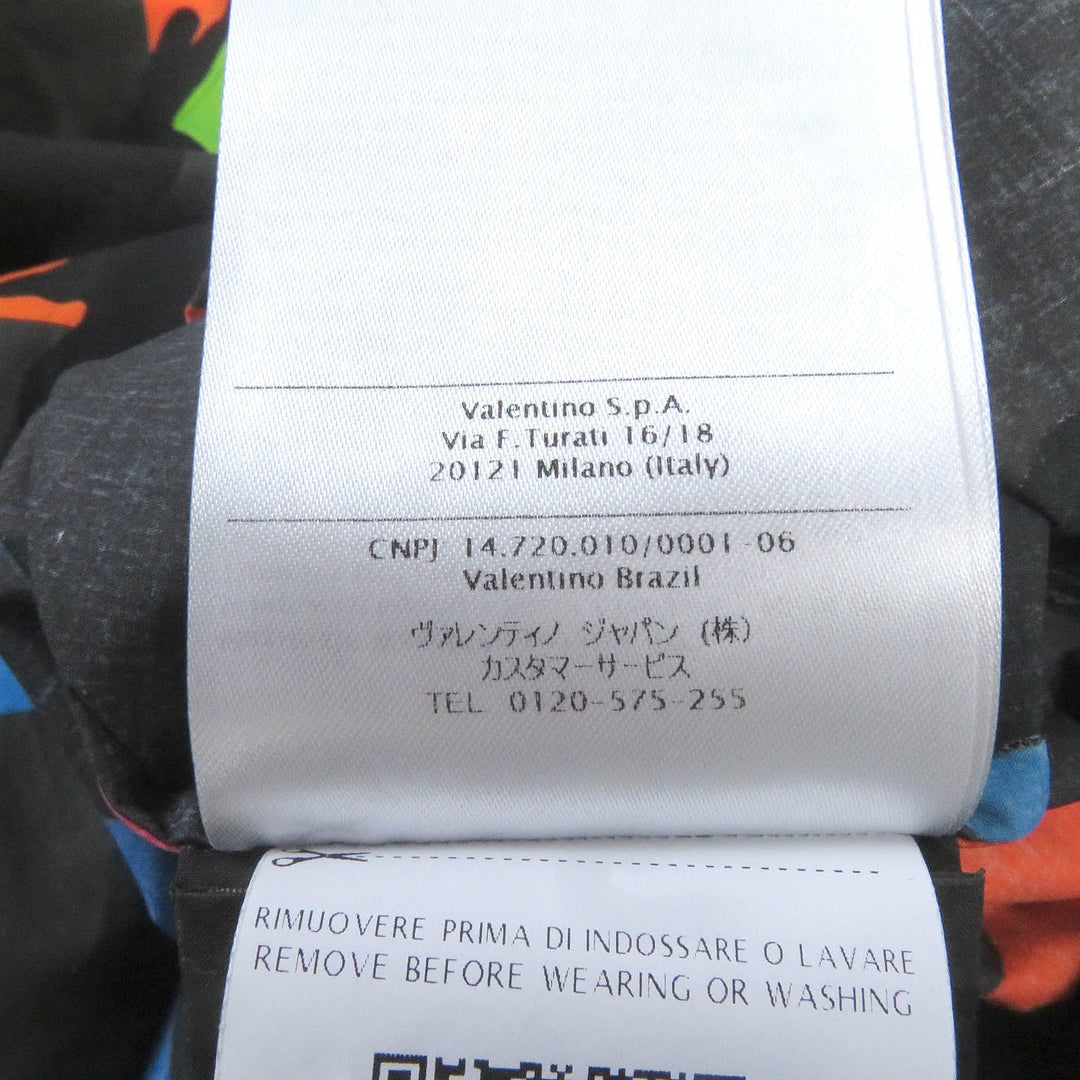 Valentino S.p.A.
Via F.Turati 16/18
20121 Milano (Italy)
CNPJ 14.720.010/0001-06
Valentino Brazil
ヴァレンティノ ジャパン (株)
カスタマーサービス
TEL 0120-575-255
RIMUOVERE PRIMA DI INDOSSARE O LAVARE
REMOVE BEFORE WEARING OR WASHING